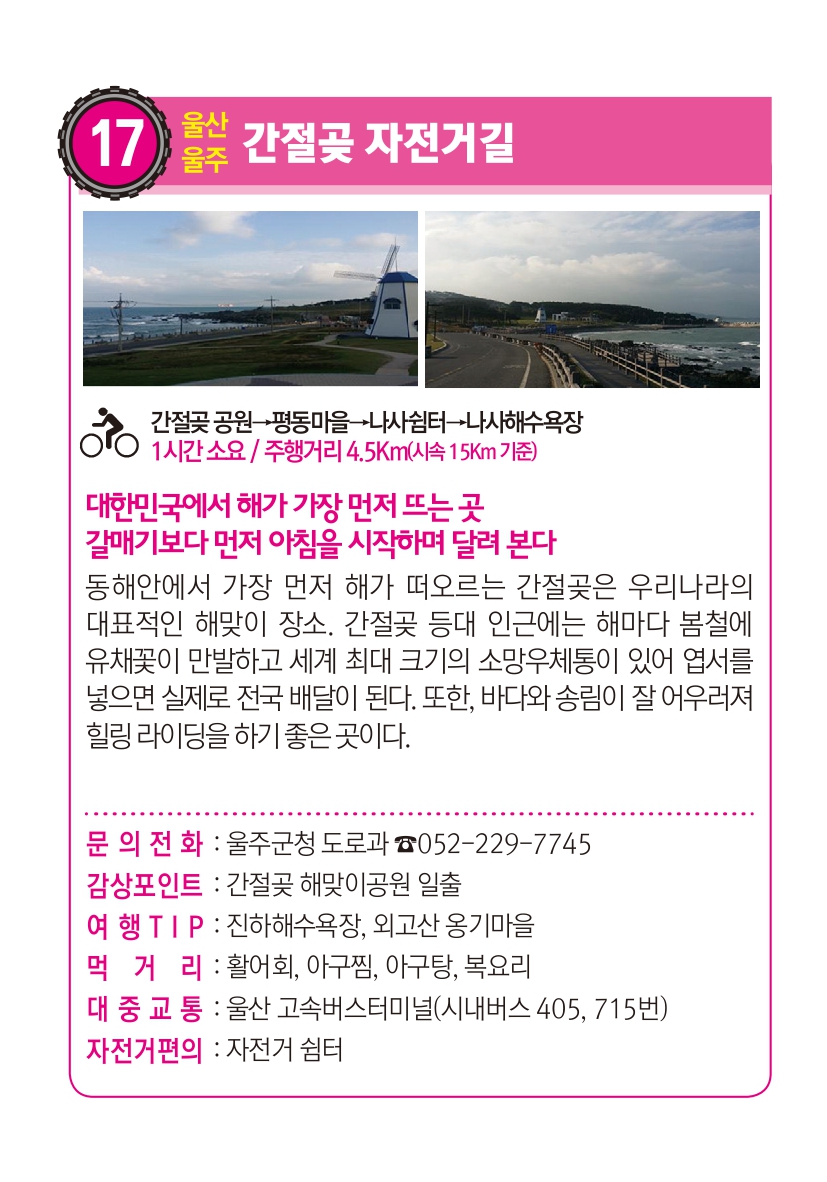 17
울산
울주
간절곶 자전거길
간절곶 공원→평동마을→나사쉼터→나사해수욕장
1시간 소요 / 주행거리 4.5Km(시속 15Km 기준)
대한민국에서 해가 가장 먼저 뜨는 곳
갈매기보다 먼저 아침을 시작하며 달려 본다
동해안에서 가장 먼저 해가 떠오르는 간절곶은 우리나라의
대표적인 해맞이 장소. 간절곶 등대 인근에는 해마다 봄철에
유채꽃이 만발하고 세계 최대 크기의 소망우체통이 있어 엽서를
넣으면 실제로 전국 배달이 된다. 또한, 바다와 송림이 잘 어우러져
힐링 라이딩을 하기 좋은 곳이다.
문 의 전 화 : 울주군청 도로과 ☎052-229-7745
감상포인트 : 간절곶 해맞이공원 일출
여 행 T I P : 진하해수욕장, 외고산 옹기마을
먹 거 리 : 활어회, 아구찜, 아구탕, 복요리
대 중 교 통 : 울산 고속버스터미널(시내버스 405, 715번)
자전거편의 : 자전거 쉼터